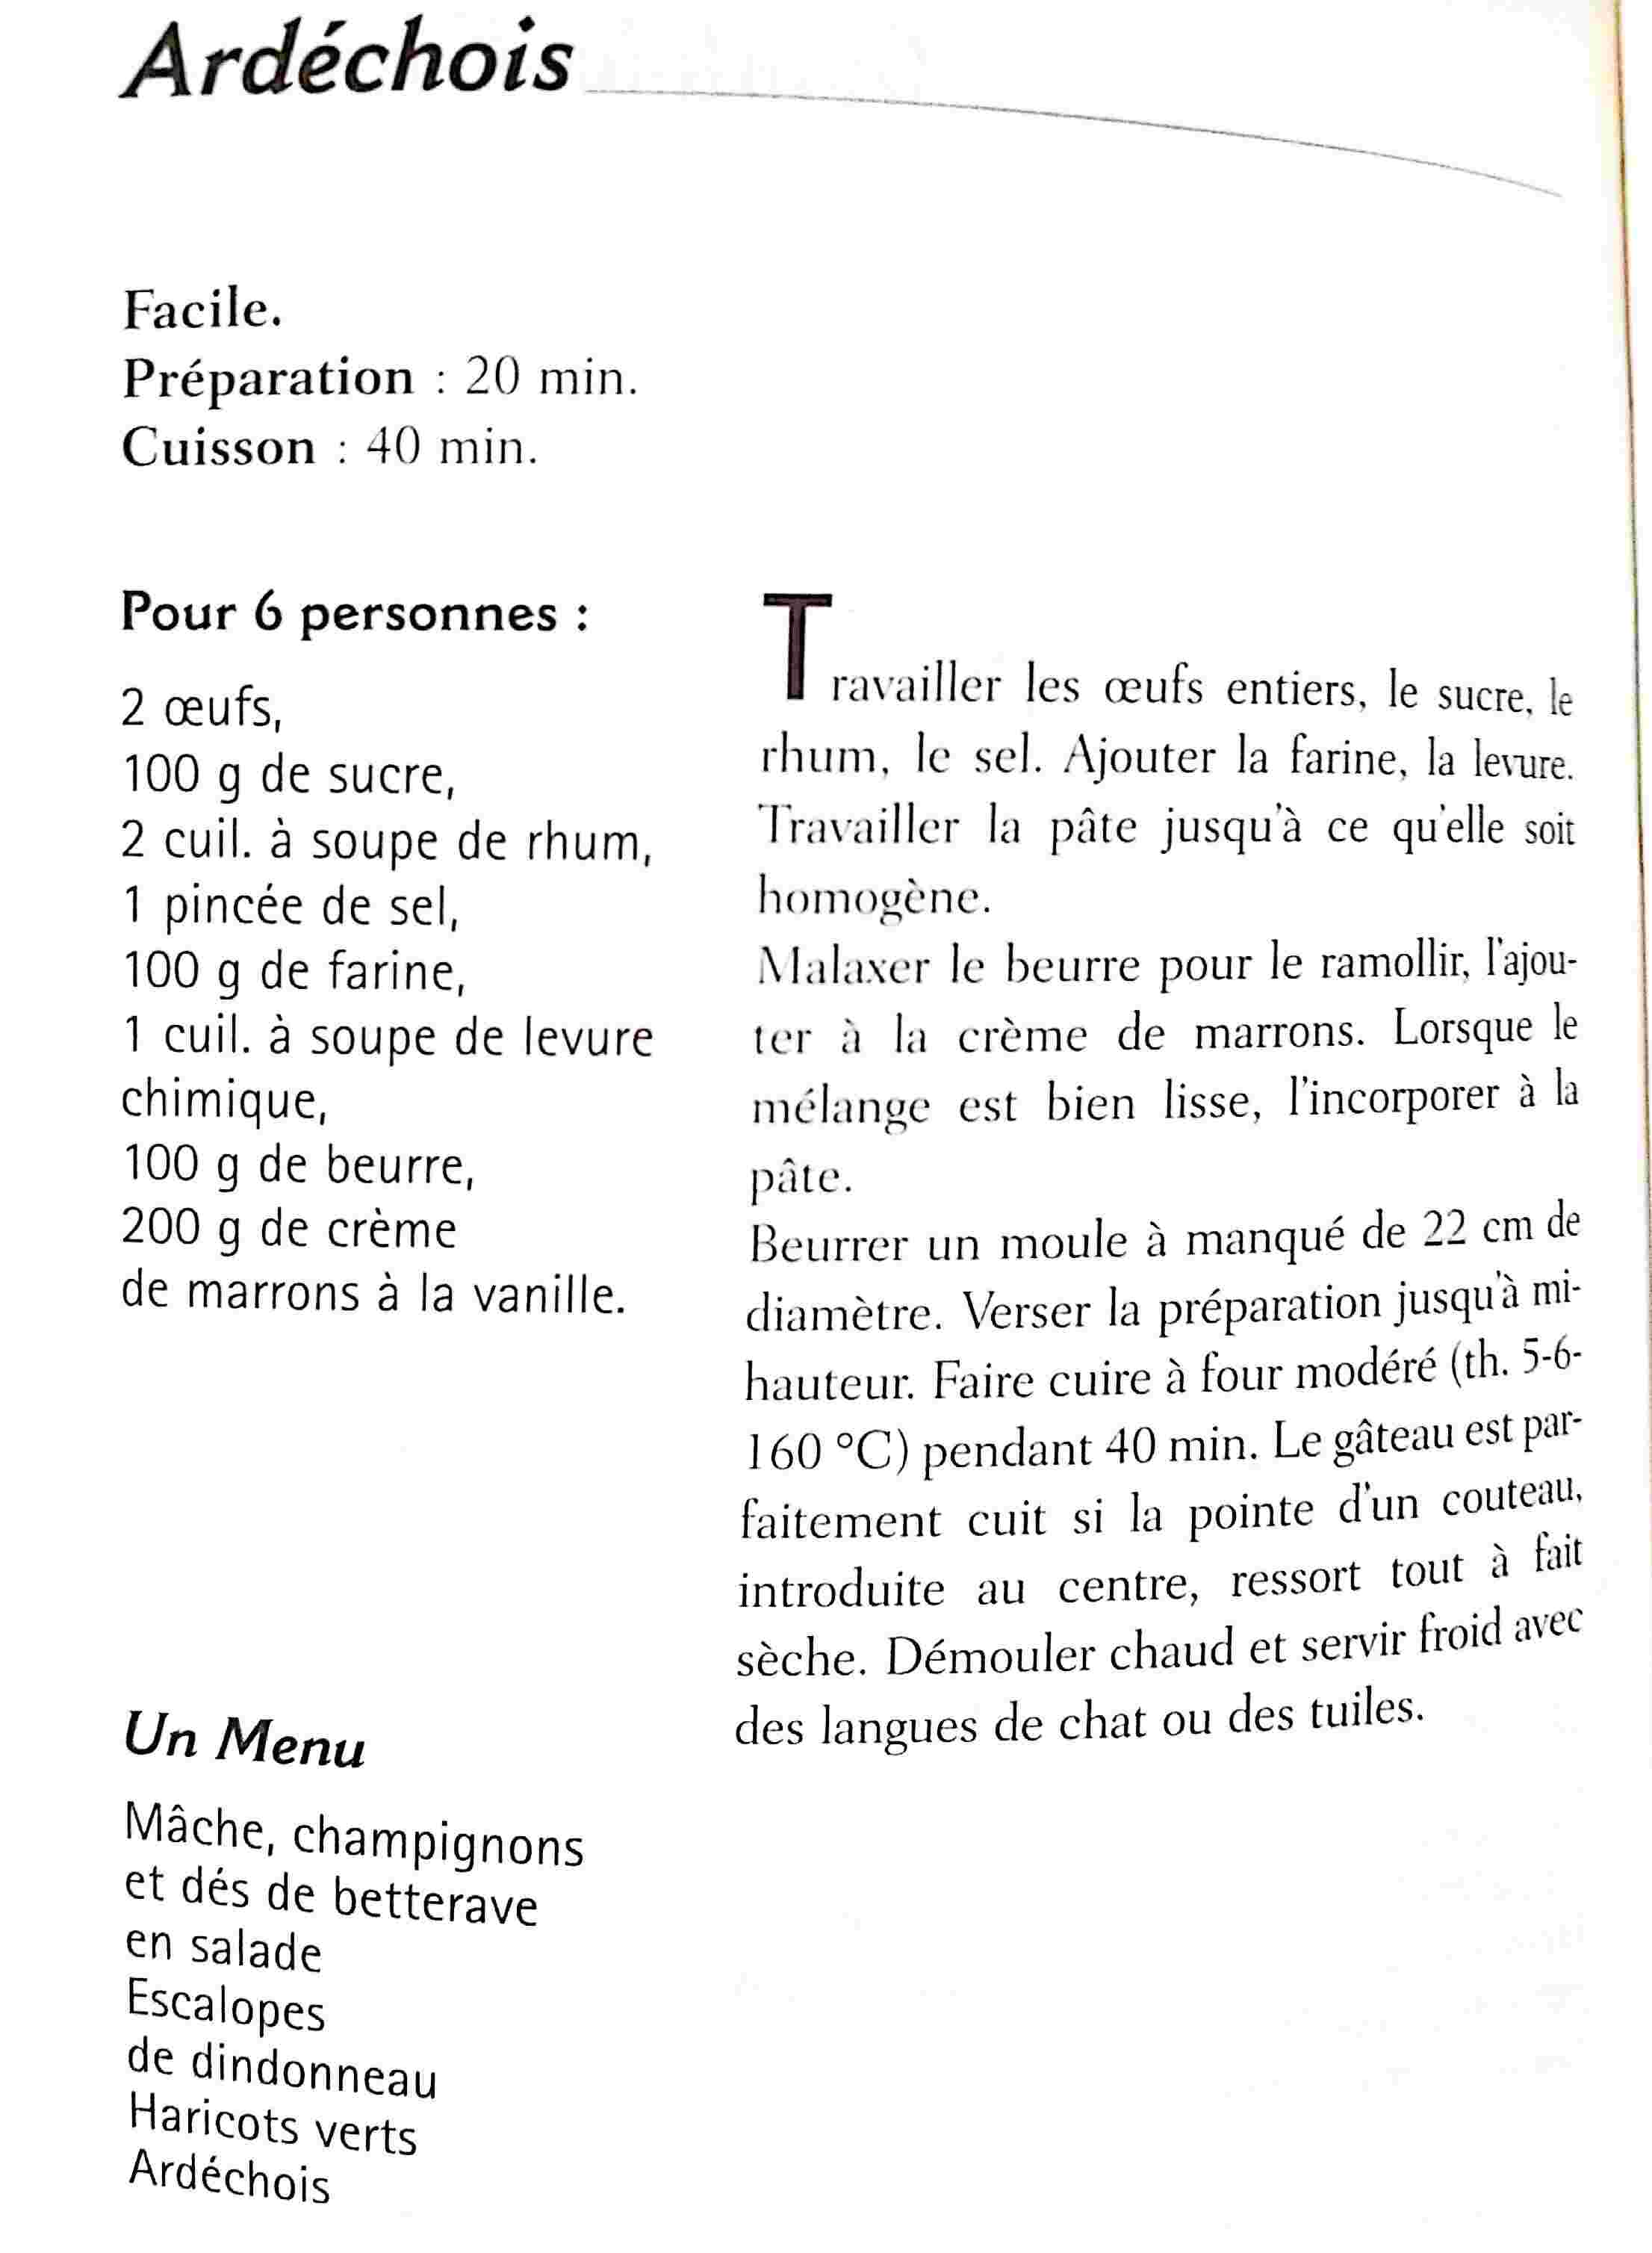 Ardéchois
Facile.
Préparation : 20 min.
Cuisson : 40 min.
Pour 6 personnes :
2 œufs,
100 g de sucre,
2 cuil. à soupe de rhum,
1 pincée de sel,
100 g de farine,
1 cuil. à soupe de levure
chimique,
100 g de beurre,
200 g de crème
de marrons à la vanille.
Travailler les œufs entiers, le sucre, le
rhum, le sel. Ajouter la farine, la levure.
Travailler la pâte jusqu'à ce qu'elle soit
homogène.
Malaxer le beurre pour le ramollir, l'ajou-
ter à la crème de marrons. Lorsque le
mélange est bien lisse, l'incorporer à la
pâte.
Beurrer un moule à manqué de 22 cm de
diamètre. Verser la préparation jusqu'à mi-
hauteur. Faire cuire à four modéré (th. 5-6-
160 °C) pendant 40 min. Le gâteau est par-
faitement cuit si la pointe d'un couteau,
introduite au centre, ressort tout à fait
sèche. Démouler chaud et servir froid avec
des langues de chat ou des tuiles.
Un Menu
Mâche, champignons
et dés de betterave
en salade
Escalopes
de dindonneau
Haricots verts
Ardéchois